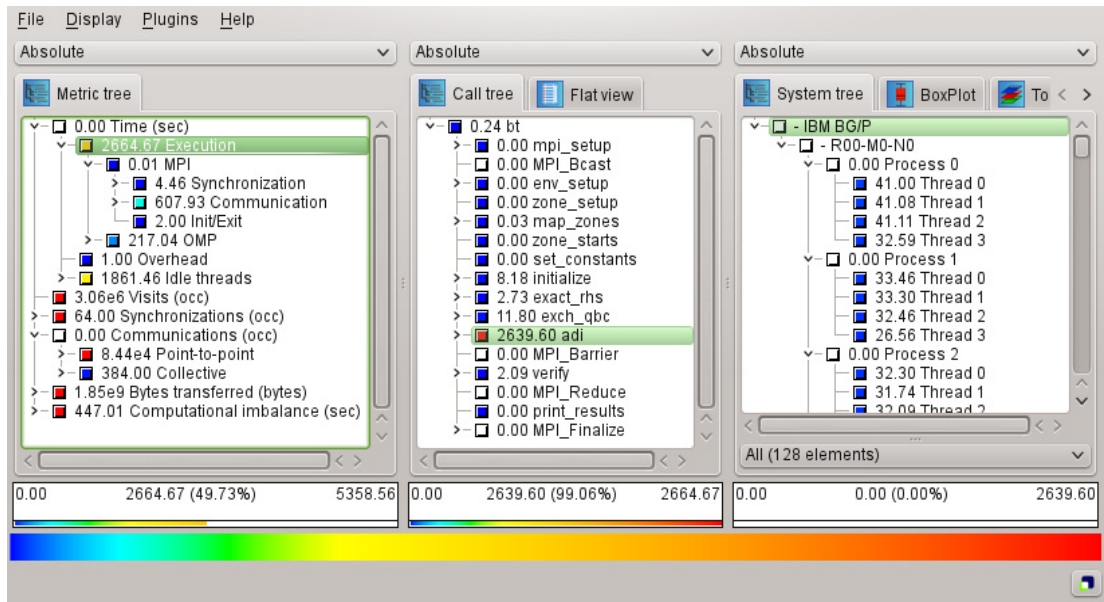 File Display Plugins Help
Absolute
Absolute
Absolute
Metric tree
Call tree
Flat view
System tree
BoxPlot
To
0.00 Time (sec)
2664.67 Execution
0.01 MPI
4.46 Synchronization
607.93 Communication
2.00 Init/Exit
217.04 OMP
1.00 Overhead
1861.46 Idle threads
3.06e6 Visits (occ)
64.00 Synchronizations (occ)
0.00 Communications (occ)
8.44e4 Point-to-point
384.00 Collective
1.85e9 Bytes transferred (bytes)
447.01 Computational imbalance (sec)
0.24 bt
0.00 mpi_setup
0.00 MPI_Bcast
0.00 env_setup
0.00 zone_setup
0.03 map_zones
0.00 zone_starts
0.00 set_constants
8.18 initialize
2.73 exact_rhs
11.80 exch_qbc
2639.60 adi
0.00 MPI_Barrier
2.09 verify
0.00 MPI_Reduce
0.00 print_results
0.00 MPI_Finalize
- IBM BG/P
- R00-M0-N0
0.00 Process 0
41.00 Thread 0
41.08 Thread 1
41.11 Thread 2
32.59 Thread 3
0.00 Process 1
33.46 Thread 0
33.30 Thread 1
32.46 Thread 2
26.56 Thread 3
0.00 Process 2
32.30 Thread 0
31.74 Thread 1
32.09 Thread 2
All (128 elements)
0.00 2664.67 (49.73%) 5358.56
0.00 2639.60 (99.06%) 2664.67
0.00 0.00 (0.00%) 2639.60